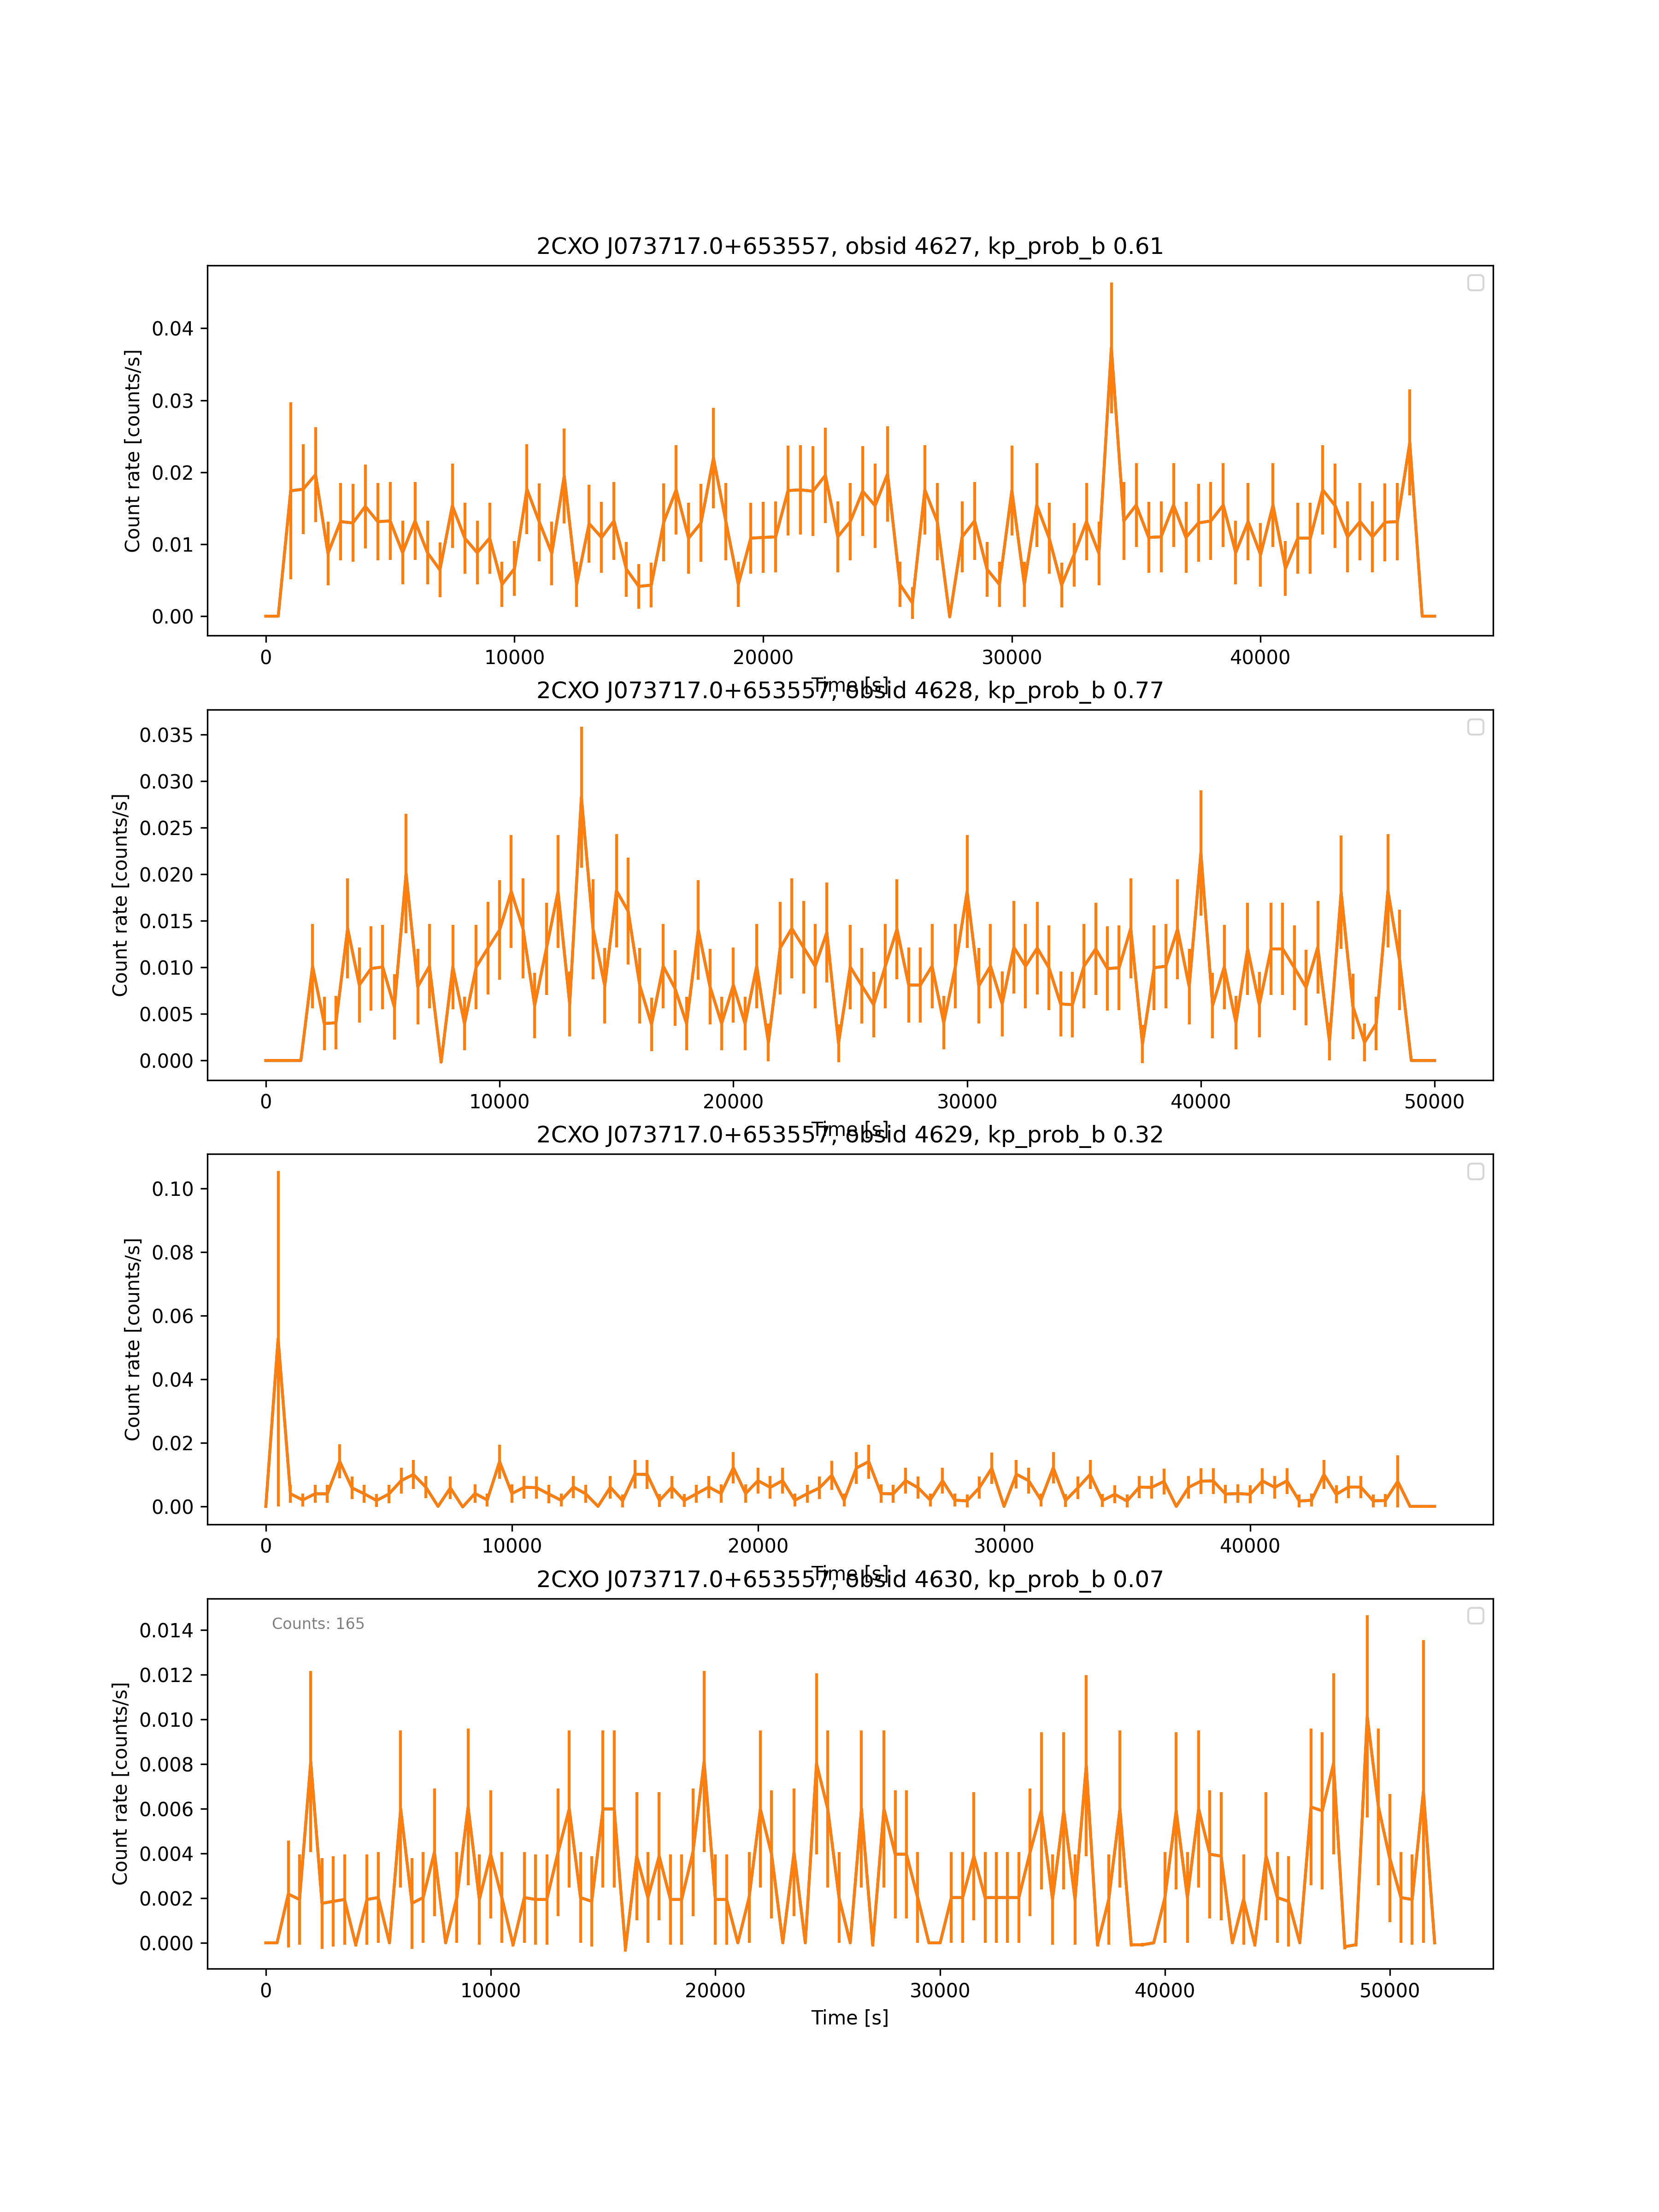 2CXO J073717.0+653557, obsid 4627, kp_prob_b 0.61
0.04
0.03
0.02
0.01
0.00
Count rate [counts/s]
0 10000 20000 30000 40000
Time [s]
2CXO J073717.0+653557, obsid 4628, kp_prob_b 0.77
0.035
0.030
0.025
0.020
0.015
0.010
0.005
0.000
Count rate [counts/s]
0 10000 20000 30000 40000 50000
Time [s]
2CXO J073717.0+653557, obsid 4629, kp_prob_b 0.32
0.10
0.08
0.06
0.04
0.02
0.00
Count rate [counts/s]
0 10000 20000 30000 40000
Time [s]
2CXO J073717.0+653557, obsid 4630, kp_prob_b 0.07
Counts: 165
0.014
0.012
0.010
0.008
0.006
0.004
0.002
0.000
Count rate [counts/s]
0 10000 20000 30000 40000 50000
Time [s]